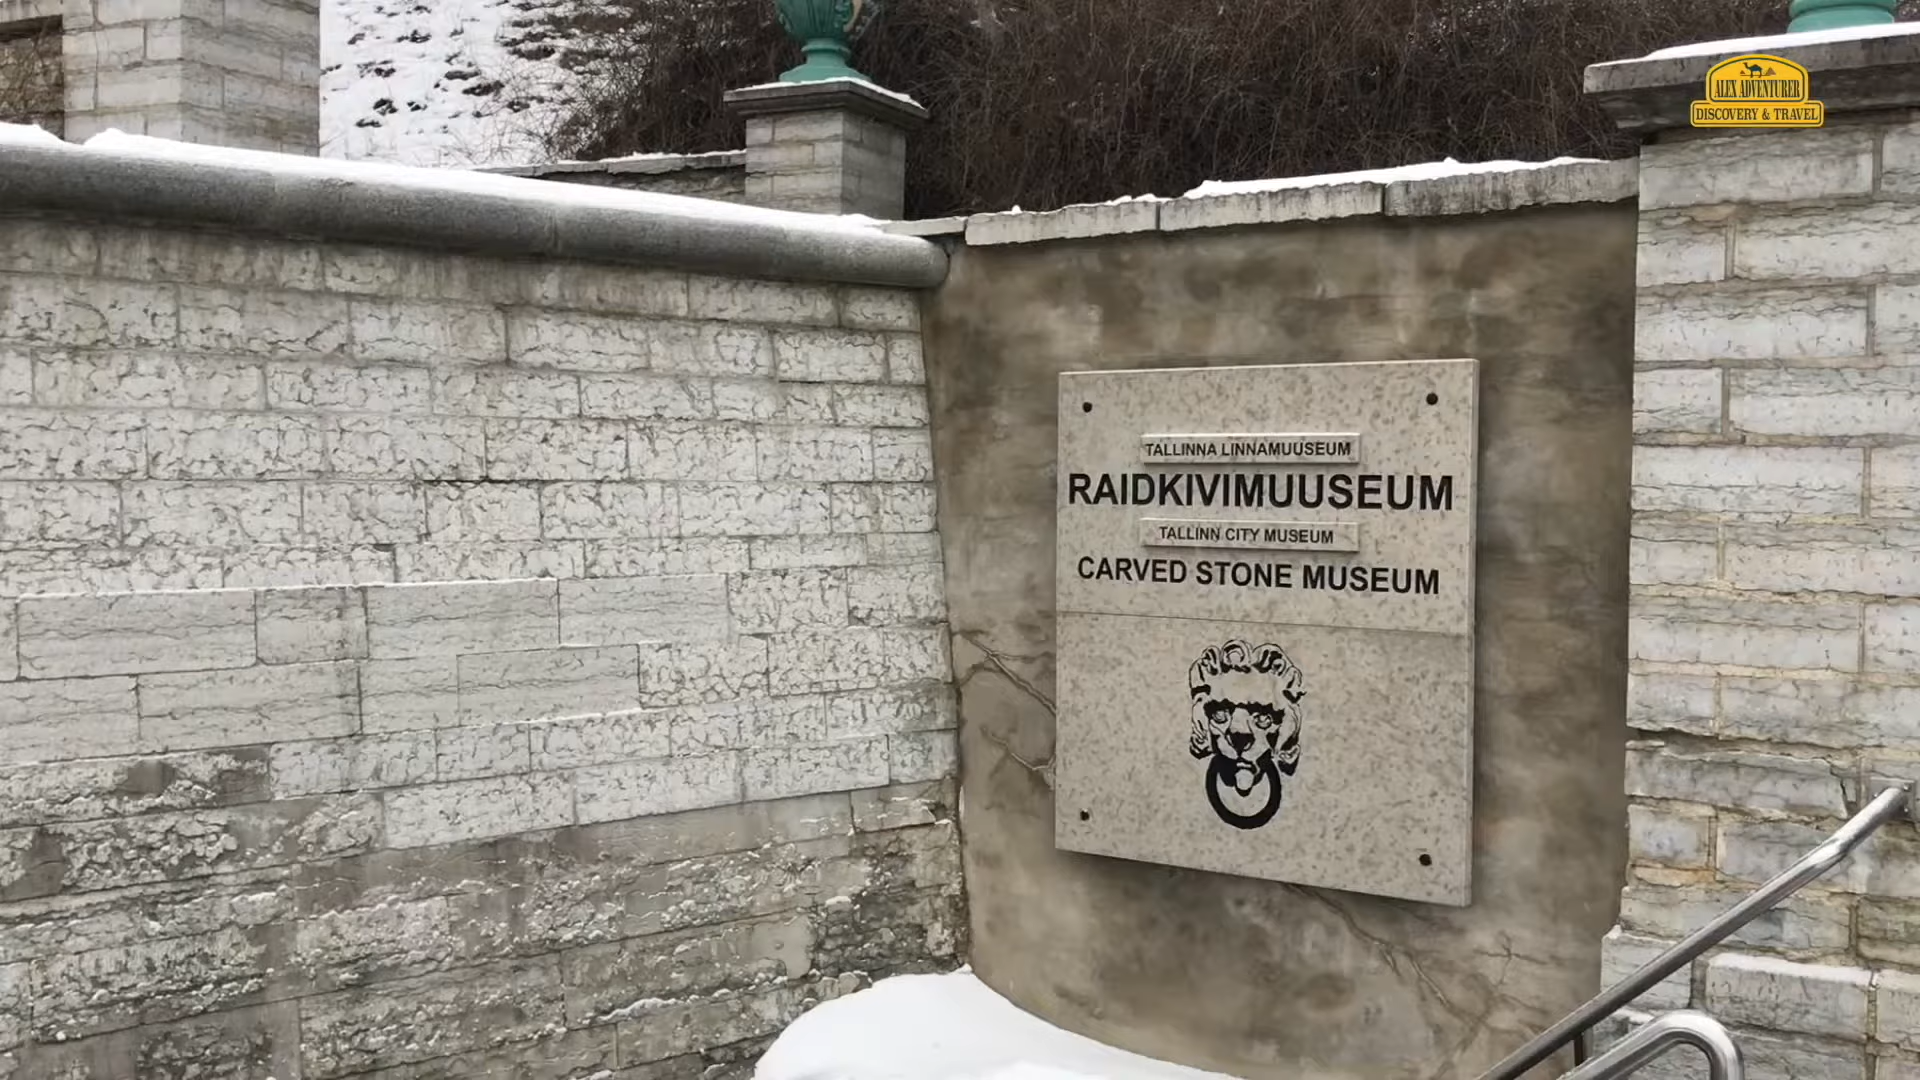 ALEX ADVENTURER
DISCOVERY & TRAVEL
TALLINNA LINNAMUUSEUM
RAIDKIVIMUUSEUM
TALLINN CITY MUSEUM
CARVED STONE MUSEUM